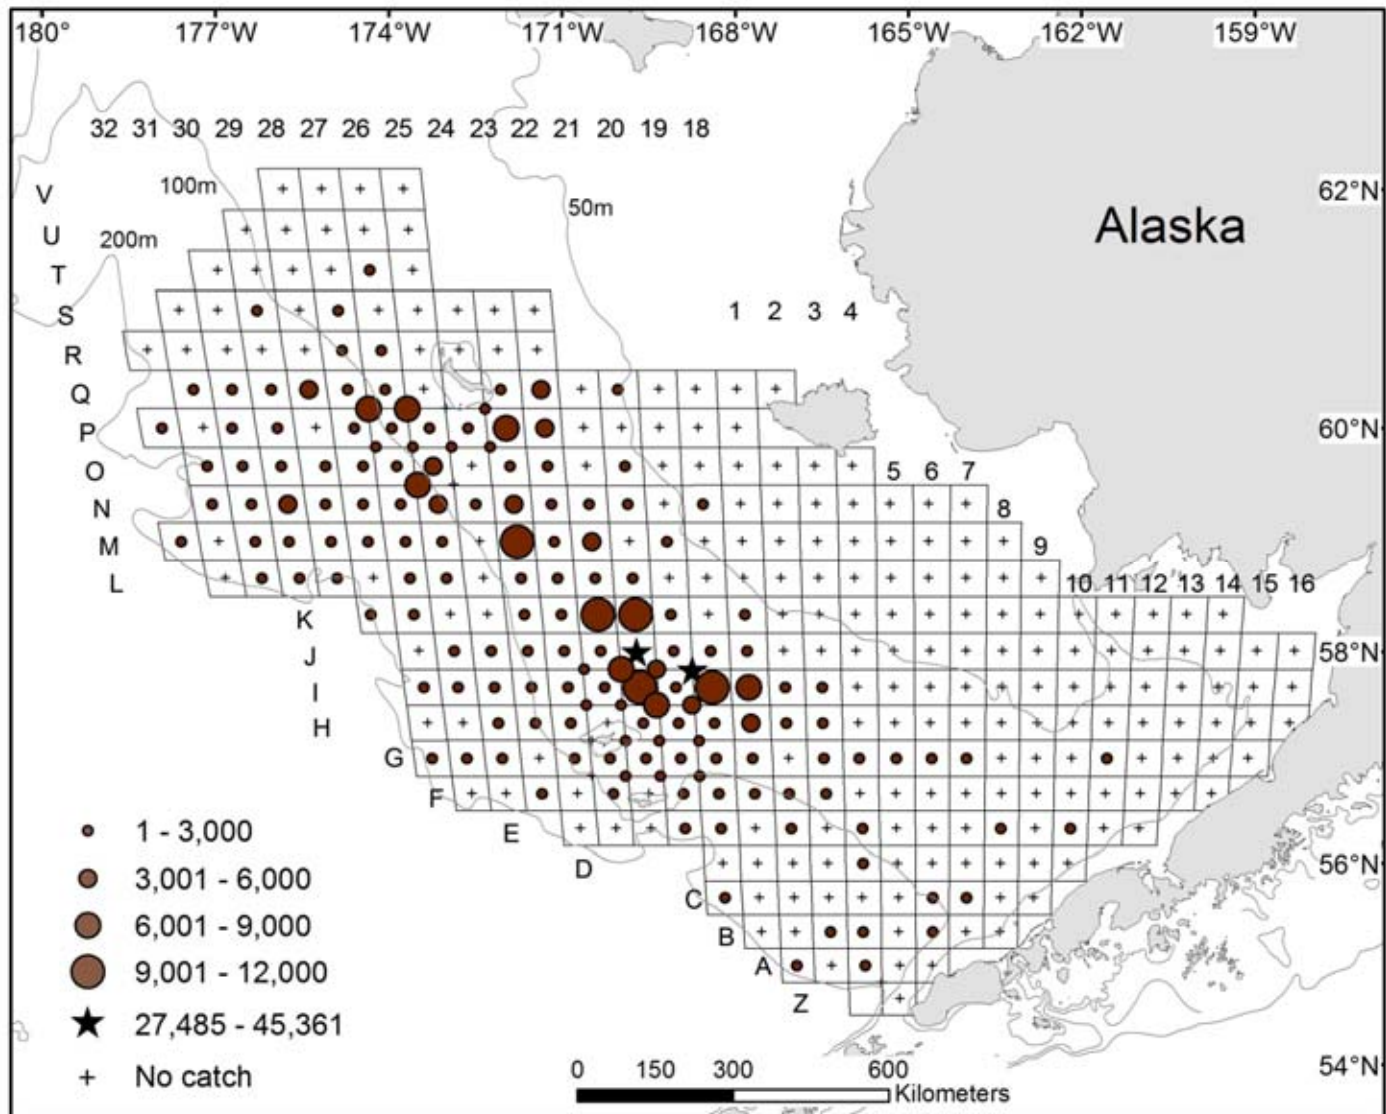 180° 177°W 174°W 171°W 168°W 165°W 162°W 159°W
32 31 30 29 28 27 26 25 24 23 22 21 20 19 18
100m
V
62°N
50m
Alaska
U
200m
T
S
1 2 3 4
R
Q
P
60°N
O
5 6 7
N
8
M
9
L
10 11 12 13 14 15 16
K
J
58°N
I
H
G
F
1 - 3,000
E
D
56°N
3,001 - 6,000
C
6,001 - 9,000
B
A
9,001 - 12,000
Z
27,485 - 45,361
0 150 300 600
54°N
No catch
Kilometers